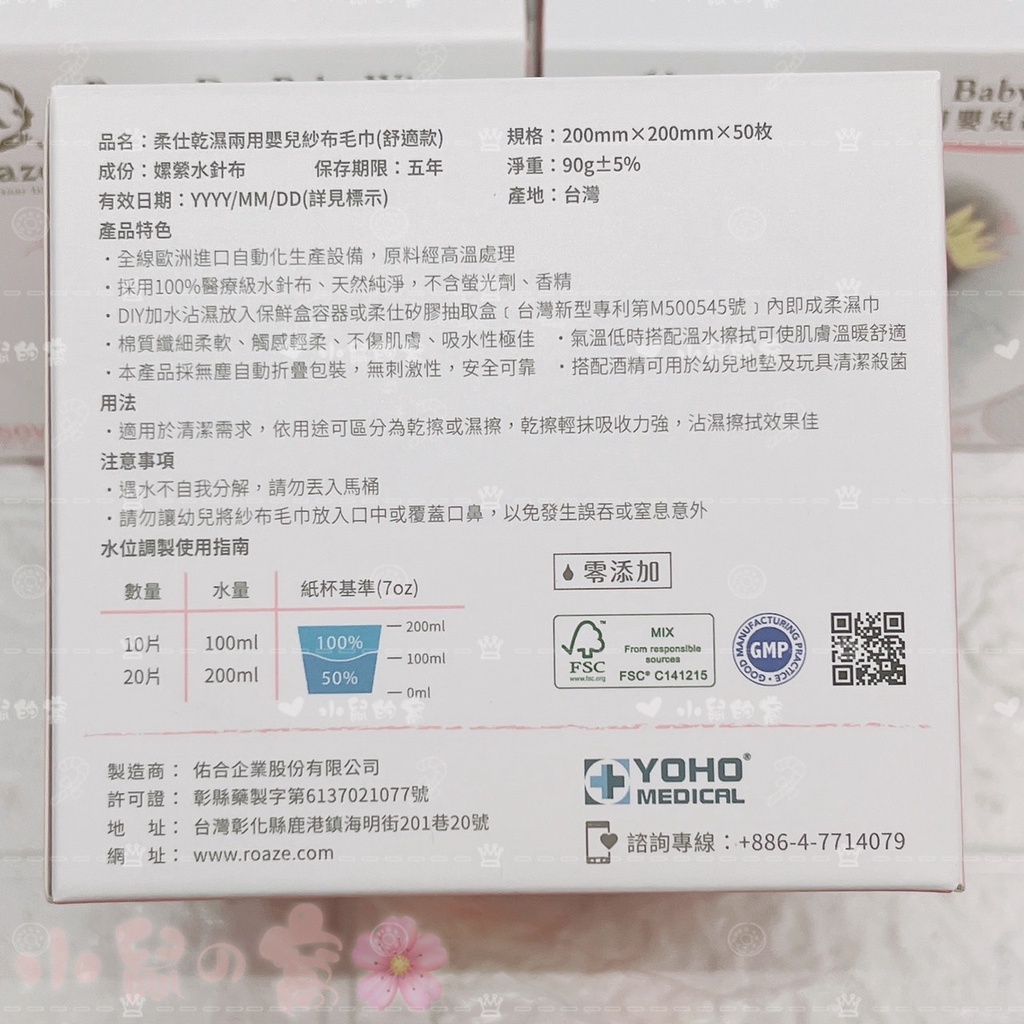 Baby
品名：柔仕乾濕兩用嬰兒紗布毛巾(舒適款)
規格：200mm×200mm×50枚
成份：嫘縈水針布
保存期限：五年
淨重：90g±5%
有效日期：YYYY/MM/DD(詳見標示)
產地：台灣
產品特色
・全線歐洲進口自動化生產設備，原料經高溫處理
・採用100%醫療級水針布、天然純淨，不含螢光劑、香精
・DIY加水沾濕放入保鮮盒容器或柔仕矽膠抽取盒﹝台灣新型專利第M500545號﹞內即成柔濕巾
・棉質纖細柔軟、觸感輕柔、不傷肌膚、吸水性極佳
・氣溫低時搭配溫水擦拭可使肌膚溫暖舒適
・本產品採無塵自動折疊包裝，無刺激性，安全可靠
・搭配酒精可用於幼兒地墊及玩具清潔殺菌
用法
・適用於清潔需求，依用途可區分為乾擦或濕擦，乾擦輕抹吸收力強，沾濕擦拭效果佳
注意事項
・遇水不自我分解，請勿丟入馬桶
・請勿讓幼兒將紗布毛巾放入口中或覆蓋口鼻，以免發生誤吞或窒息意外
水位調製使用指南
數量 水量 紙杯基準(7oz)
10片 100ml
20片 200ml
100%
50%
200ml
100ml
0ml
零添加
FSC
www.fsc.org
MIX
From responsible
sources
FSC® C141215
GOOD MANUFACTURING PRACTICE
GMP
製造商：佑合企業股份有限公司
許可證：彰縣藥製字第6137021077號
地 址：台灣彰化縣鹿港鎮海明街201巷20號
網 址：www.roaze.com
YOHO®
MEDICAL
諮詢專線：+886-4-7714079
小鼠の窩
小鼠的窩